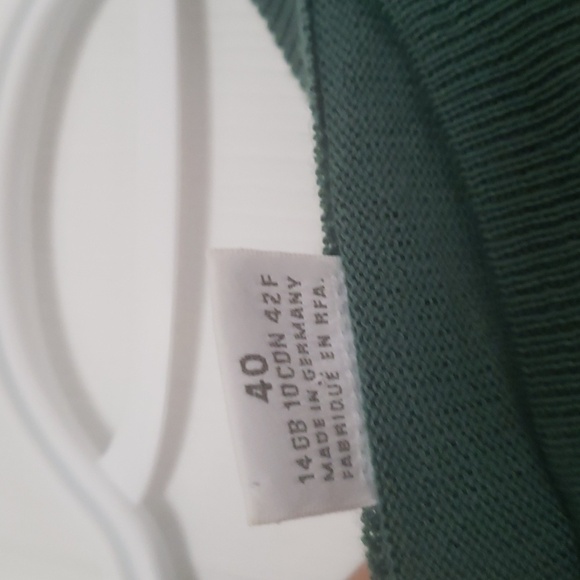 40
14 GB 10 CDN 42 F
MADE IN GERMANY
FABRIQUÉ EN RFA.